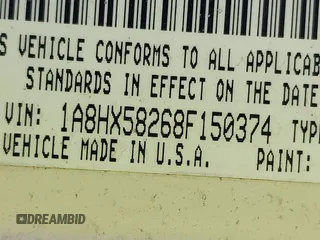 S VEHICLE CONFORMS TO ALL APPLICAB
STANDARDS IN EFFECT ON THE DATE
VIN: 1A8HX58268F150374 TYP
VEHICLE MADE IN U.S.A. PAINT:
DREAMBID